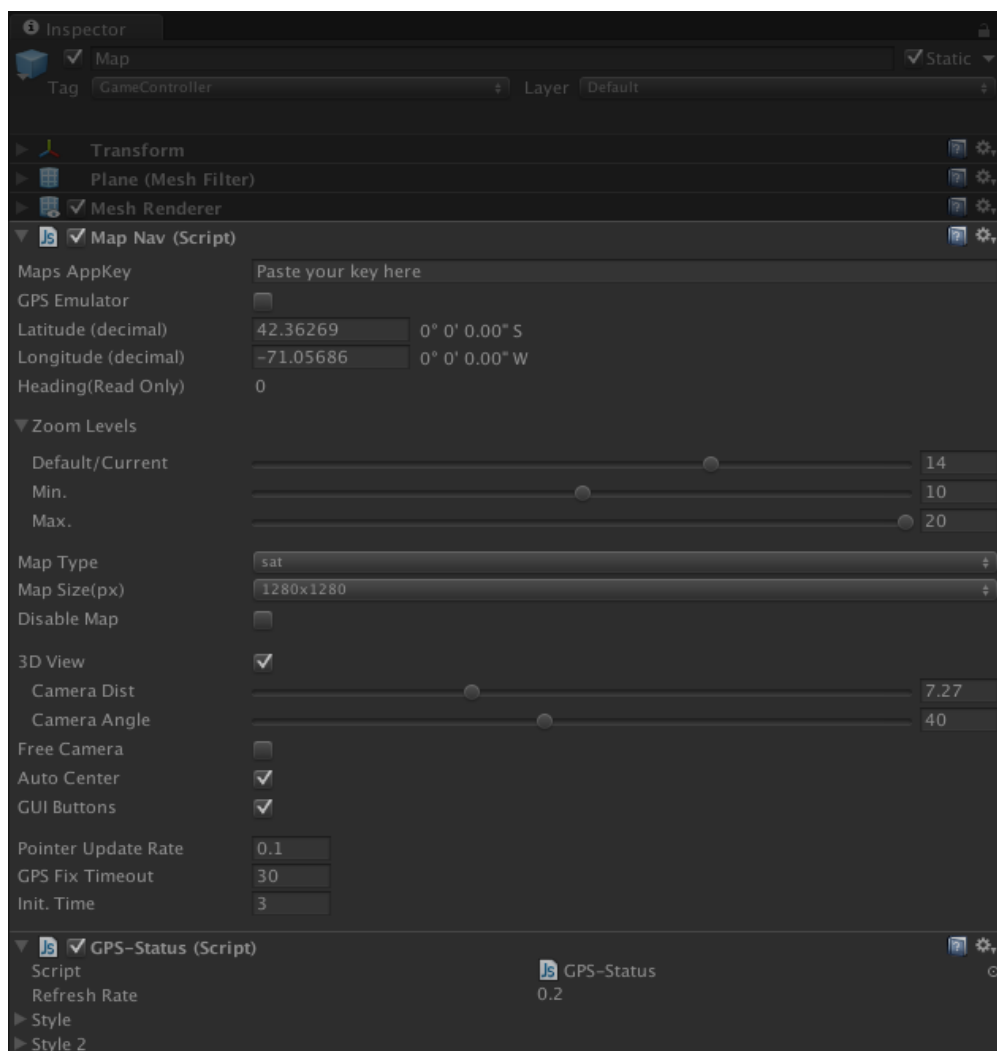 Inspector
Map Static
Tag GameController Layer Default
Transform
Plane (Mesh Filter)
Mesh Renderer
Js Map Nav (Script)
Maps AppKey Paste your key here
GPS Emulator
Latitude (decimal) 42.36269 0° 0' 0.00" S
Longitude (decimal) -71.05686 0° 0' 0.00" W
Heading(Read Only) 0
Zoom Levels
Default/Current 14
Min. 10
Max. 20
Map Type sat
Map Size(px) 1280x1280
Disable Map
3D View
Camera Dist 7.27
Camera Angle 40
Free Camera
Auto Center
GUI Buttons
Pointer Update Rate 0.1
GPS Fix Timeout 30
Init. Time 3
Js GPS-Status (Script)
Script Js GPS-Status
Refresh Rate 0.2
Style
Style 2